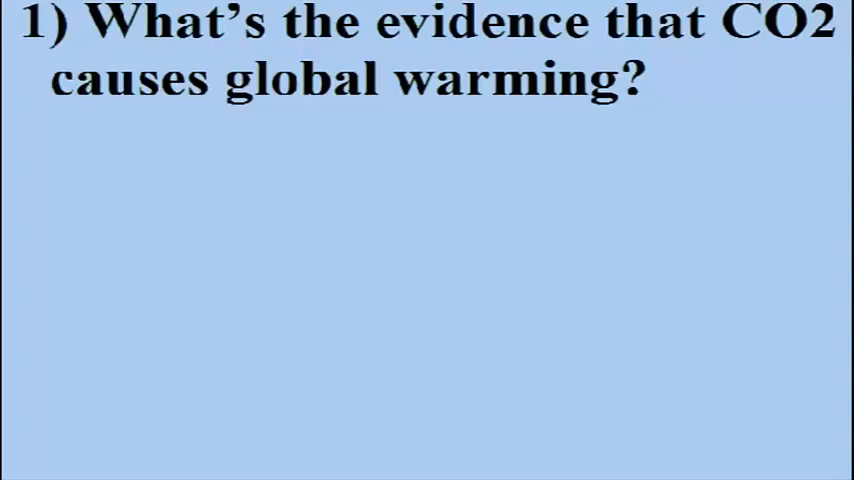 1) What’s the evidence that CO2
causes global warming?